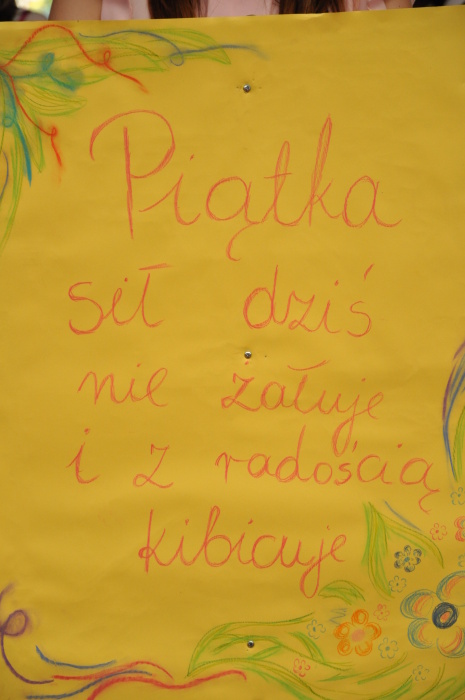 Piątka
sił dziś
nie żałuje
i z radością
kibicuje